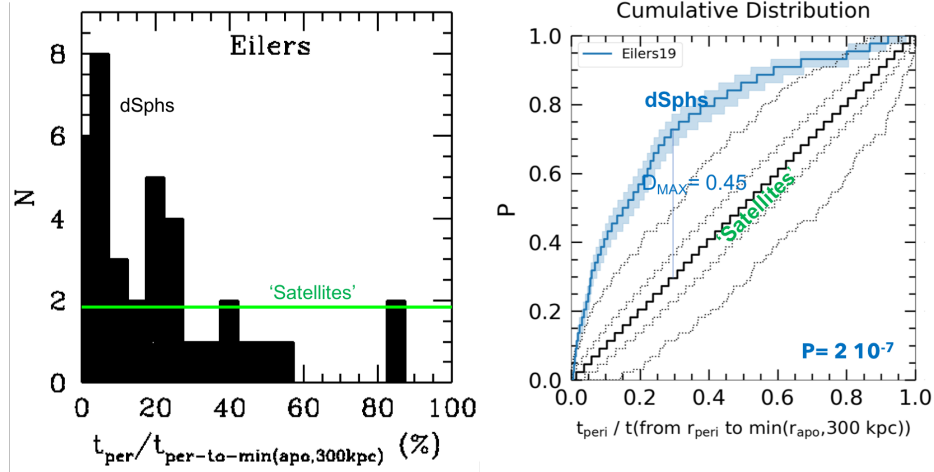 Eilers
dSphs
'Satellites'
N
8
6
4
2
0
0 20 40 60 80 100
t_per/t_per-to-min(apo,300kpc) (%)
Cumulative Distribution
Eilers19
dSphs
D_MAX= 0.45
'Satellites'
P= 2 10^-7
P
1.0
0.8
0.6
0.4
0.2
0.0
0.0 0.2 0.4 0.6 0.8 1.0
t_peri / t(from r_peri to min(r_apo,300 kpc))